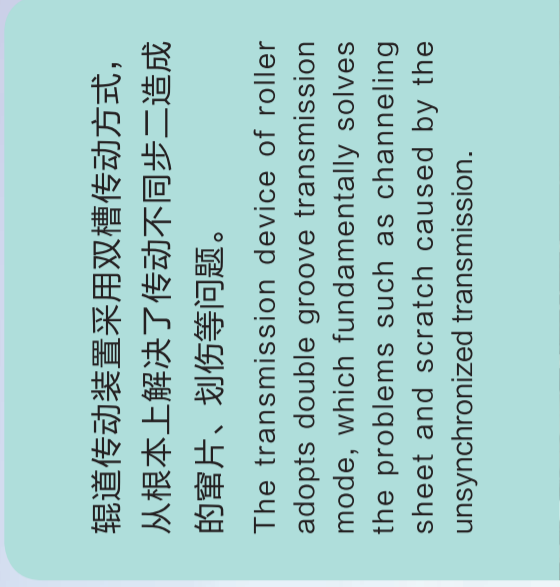 辊道传动装置采用双槽传动方式，
从根本上解决了传动不同步二造成
的窜片、划伤等问题。
The transmission device of roller
adopts double groove transmission
mode, which fundamentally solves
the problems such as channeling
sheet and scratch caused by the
unsynchronized transmission.